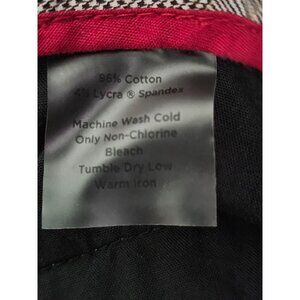 96% Cotton
4% Lycra ® Spandex
Machine Wash Cold
Only Non-Chlorine
Bleach
Tumble Dry Low
Warm Iron